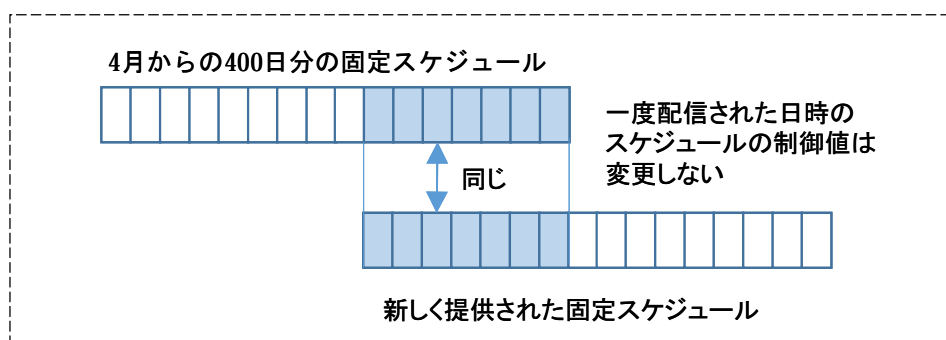 4月からの400日分の固定スケジュール
一度配信された日時の
スケジュールの制御値は
変更しない
同じ
新しく提供された固定スケジュール